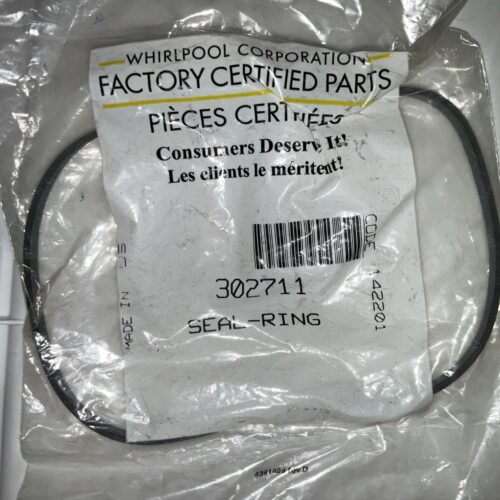 WHIRLPOOL CORPORATION
FACTORY CERTIFIED PARTS
PIÈCES CERTIFIÉES
Consumers Deserve It!
Les clients le méritent!
302711
SEAL-RING
MADE IN US
CODE 142201